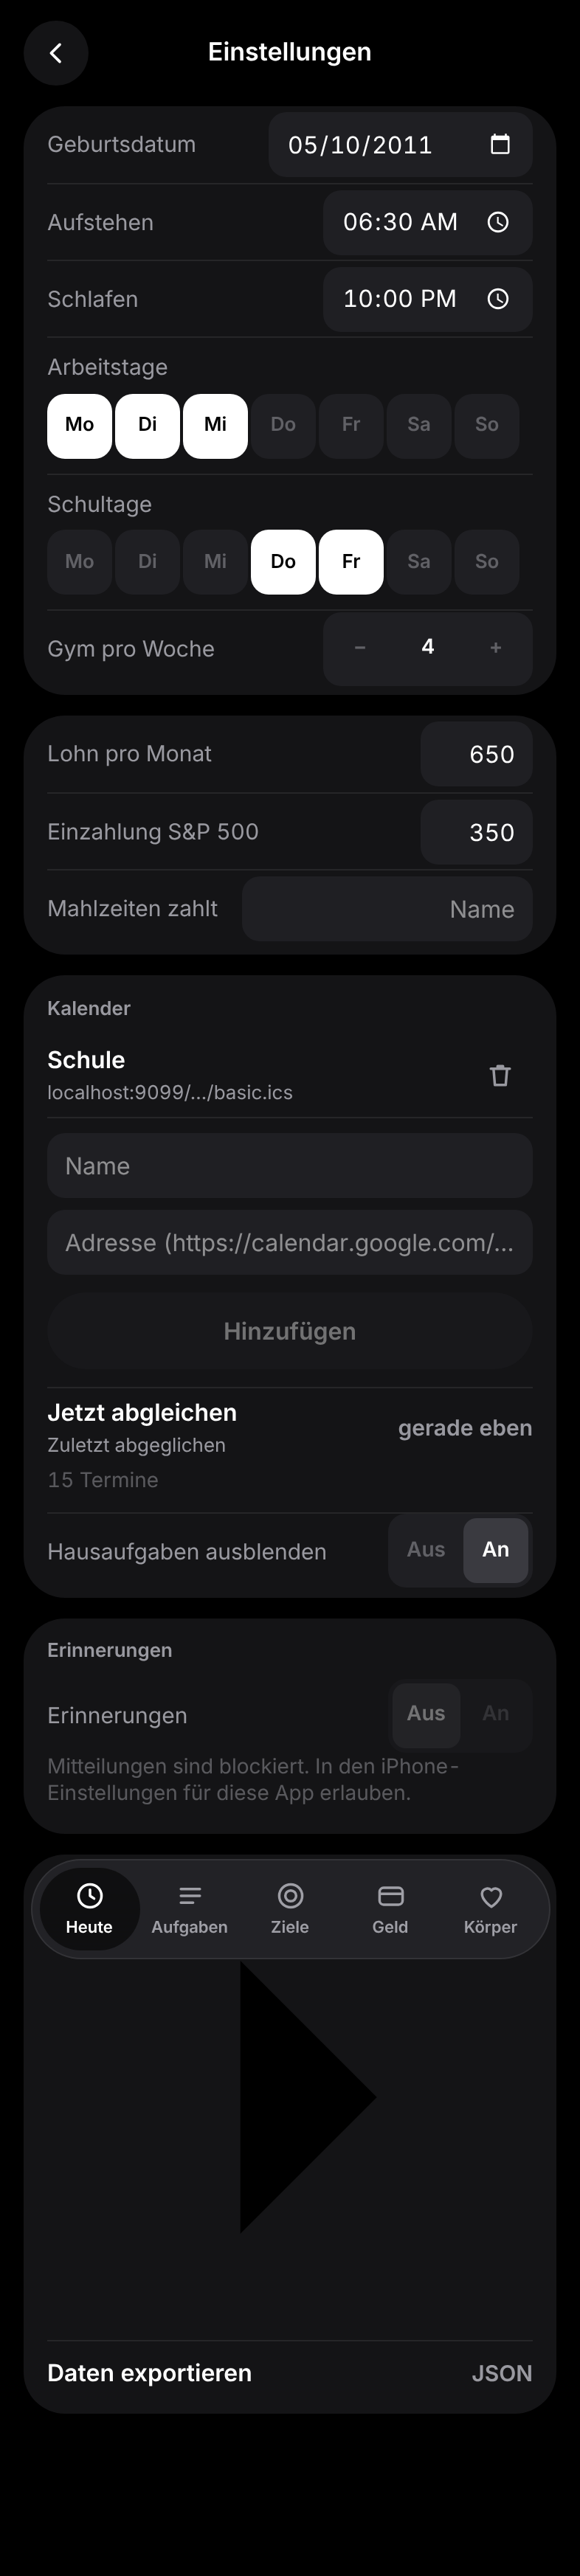 Einstellungen
Geburtsdatum 05/10/2011
Aufstehen 06:30 AM
Schlafen 10:00 PM
Arbeitstage
Mo Di Mi Do Fr Sa So
Schultage
Mo Di Mi Do Fr Sa So
Gym pro Woche − 4 +
Lohn pro Monat 650
Einzahlung S&P 500 350
Mahlzeiten zahlt Name
Kalender
Schule
localhost:9099/…/basic.ics
Name
Adresse (https://calendar.google.com/…
Hinzufügen
Jetzt abgleichen
gerade eben
Zuletzt abgeglichen
15 Termine
Hausaufgaben ausblenden Aus An
Erinnerungen
Erinnerungen Aus An
Mitteilungen sind blockiert. In den iPhone-
Einstellungen für diese App erlauben.
Heute Aufgaben Ziele Geld Körper
Daten exportieren JSON